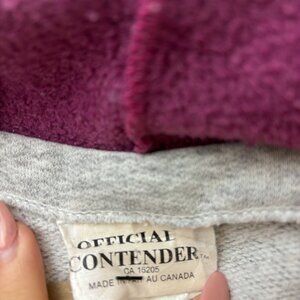 OFFICIAL
CONTENDER
CA 15205
MADE IN AU CANADA